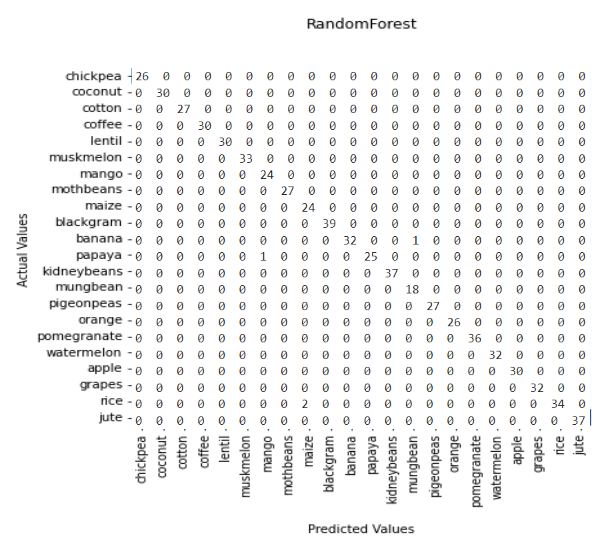 RandomForest
chickpea 26 0 0 0 0 0 0 0 0 0 0 0 0 0 0 0 0 0 0 0 0 0
coconut 0 30 0 0 0 0 0 0 0 0 0 0 0 0 0 0 0 0 0 0 0 0
cotton 0 0 27 0 0 0 0 0 0 0 0 0 0 0 0 0 0 0 0 0 0 0
coffee 0 0 0 30 0 0 0 0 0 0 0 0 0 0 0 0 0 0 0 0 0 0
lentil 0 0 0 0 30 0 0 0 0 0 0 0 0 0 0 0 0 0 0 0 0 0
muskmelon 0 0 0 0 0 33 0 0 0 0 0 0 0 0 0 0 0 0 0 0 0 0
mango 0 0 0 0 0 0 24 0 0 0 0 0 0 0 0 0 0 0 0 0 0 0
mothbeans 0 0 0 0 0 0 0 27 0 0 0 0 0 0 0 0 0 0 0 0 0 0
maize 0 0 0 0 0 0 0 0 24 0 0 0 0 0 0 0 0 0 0 0 0 0
blackgram 0 0 0 0 0 0 0 0 0 39 0 0 0 0 0 0 0 0 0 0 0 0
banana 0 0 0 0 0 0 0 0 0 0 32 0 0 1 0 0 0 0 0 0 0 0
papaya 0 0 0 0 0 0 1 0 0 0 0 25 0 0 0 0 0 0 0 0 0 0
kidneybeans 0 0 0 0 0 0 0 0 0 0 0 0 37 0 0 0 0 0 0 0 0 0
mungbean 0 0 0 0 0 0 0 0 0 0 0 0 0 18 0 0 0 0 0 0 0 0
pigeonpeas 0 0 0 0 0 0 0 0 0 0 0 0 0 0 27 0 0 0 0 0 0 0
orange 0 0 0 0 0 0 0 0 0 0 0 0 0 0 0 26 0 0 0 0 0 0
pomegranate 0 0 0 0 0 0 0 0 0 0 0 0 0 0 0 0 36 0 0 0 0 0
watermelon 0 0 0 0 0 0 0 0 0 0 0 0 0 0 0 0 0 32 0 0 0 0
apple 0 0 0 0 0 0 0 0 0 0 0 0 0 0 0 0 0 0 30 0 0 0
grapes 0 0 0 0 0 0 0 0 0 0 0 0 0 0 0 0 0 0 0 32 0 0
rice 0 0 0 0 0 0 0 0 2 0 0 0 0 0 0 0 0 0 0 0 34 0
jute 0 0 0 0 0 0 0 0 0 0 0 0 0 0 0 0 0 0 0 0 0 37
Actual Values
chickpea
coconut
cotton
coffee
lentil
muskmelon
mango
mothbeans
maize
blackgram
banana
papaya
kidneybeans
mungbean
pigeonpeas
orange
pomegranate
watermelon
apple
grapes
rice
jute
Predicted Values